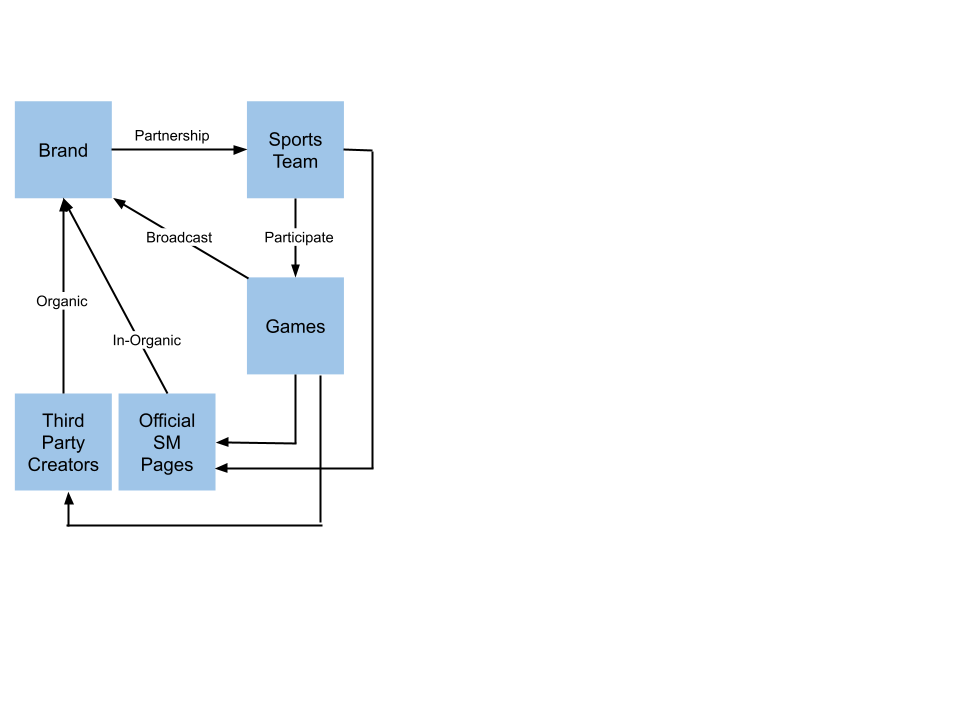 Partnership
Brand
Sports
Team
Broadcast
Participate
Organic
Games
In-Organic
Third
Party
Creators
Official
SM
Pages